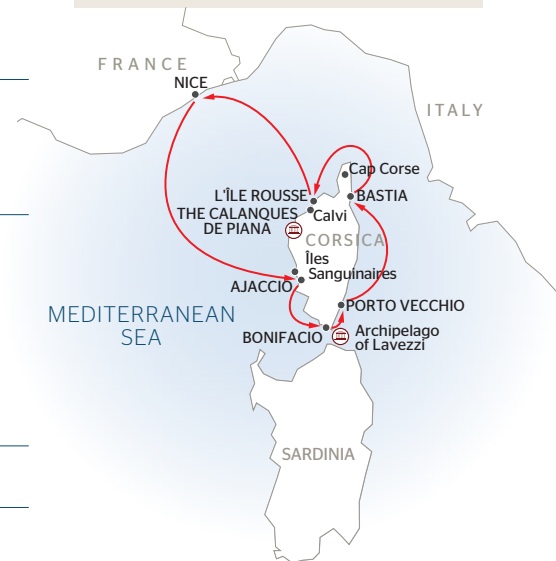 FRANCE
NICE
ITALY
Cap Corse
L'ÎLE ROUSSE
BASTIA
THE CALANQUES
DE PIANA
Calvi
CORSICA
Îles
Sanguinaires
AJACCIO
MEDITERRANEAN
SEA
PORTO VECCHIO
BONIFACIO
Archipelago
of Lavezzi
SARDINIA